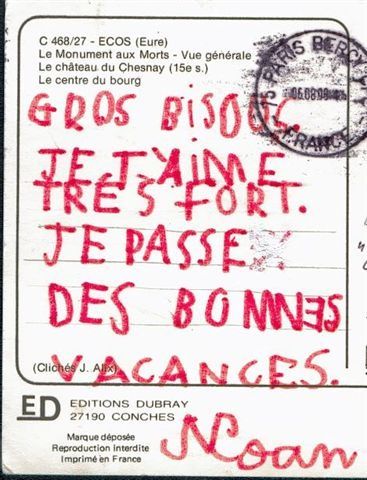 C 468/27 - ECOS (Eure)
Le Monument aux Morts - Vue générale
Le château du Chesnay (15e s.)
Le centre du bourg
75 PARIS BERCY
FRANCE
GROS BISOUS.
JE T'AIME
TRES FORT.
JE PASSE
DES BONNES
VACANCES.
(Clichés J. Alix)
ED
EDITIONS DUBRAY
27190 CONCHES
Marque déposée
Reproduction interdite
Imprimé en France
Noan